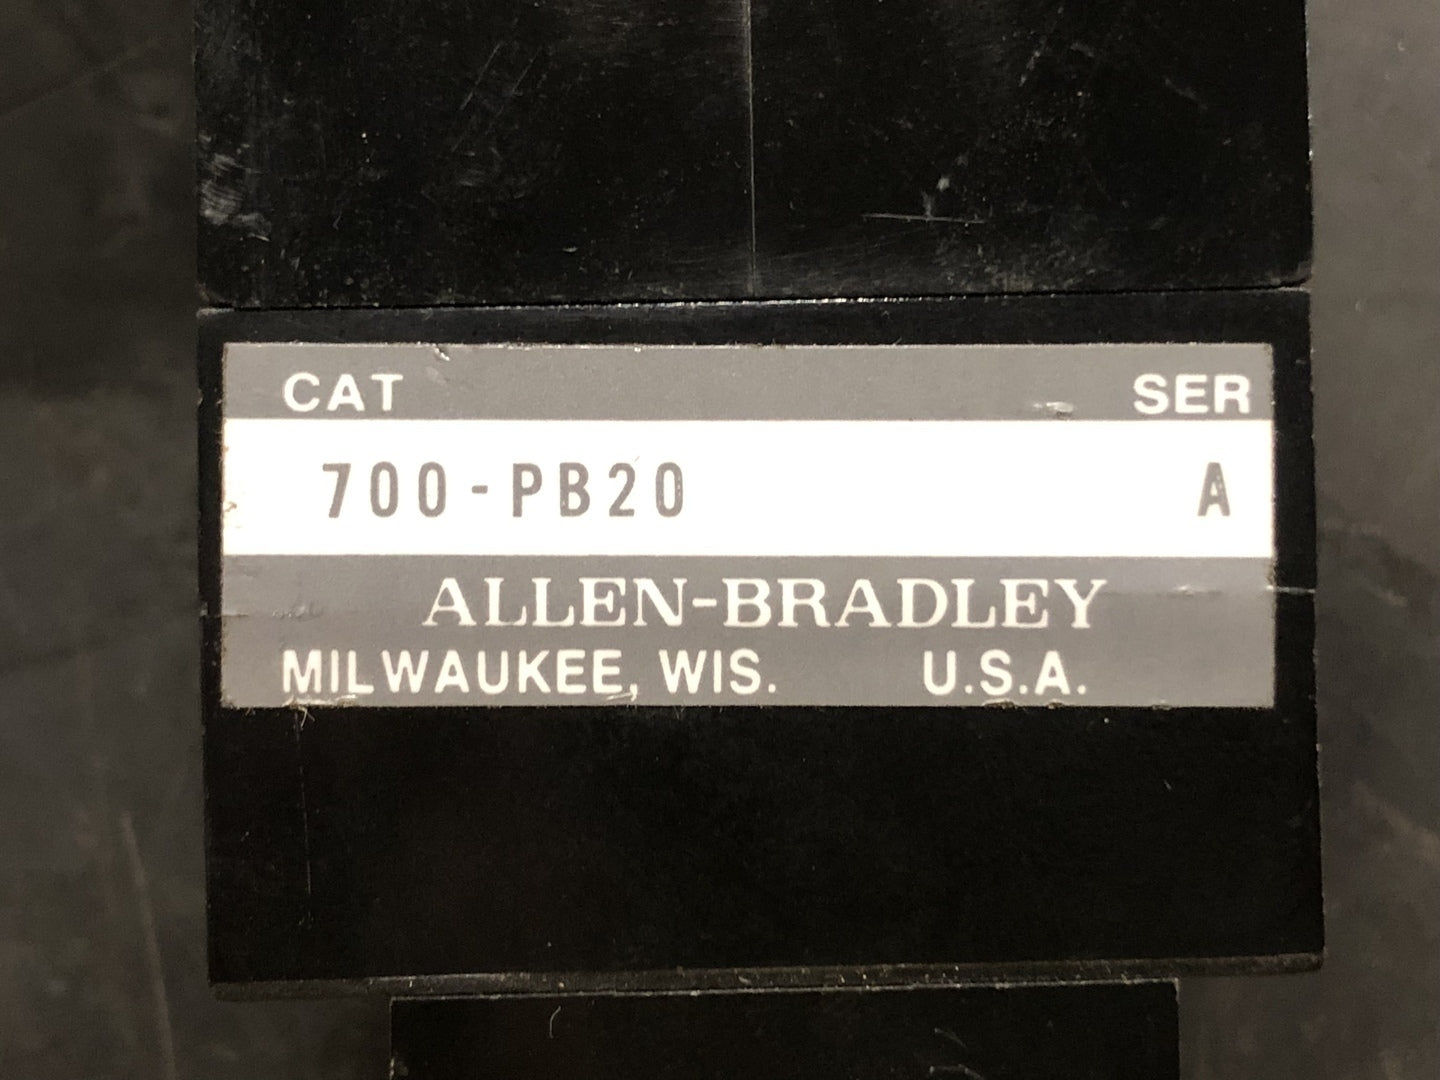 CAT SER
700-PB20 A
ALLEN-BRADLEY
MILWAUKEE, WIS. U.S.A.